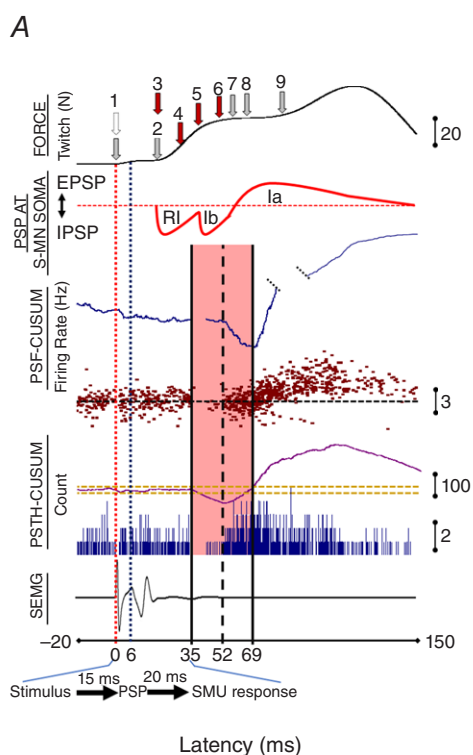 A
FORCE
Twitch (N)
1
2
3
4
5
6
7
8
9
20
PSP AT
S-MN SOMA
EPSP
IPSP
RI
Ib
Ia
PSF-CUSUM
Firing Rate (Hz)
3
PSTH-CUSUM
Count
100
2
SEMG
–20
0 6
35
52
69
150
15 ms
20 ms
Stimulus
PSP
SMU response
Latency (ms)